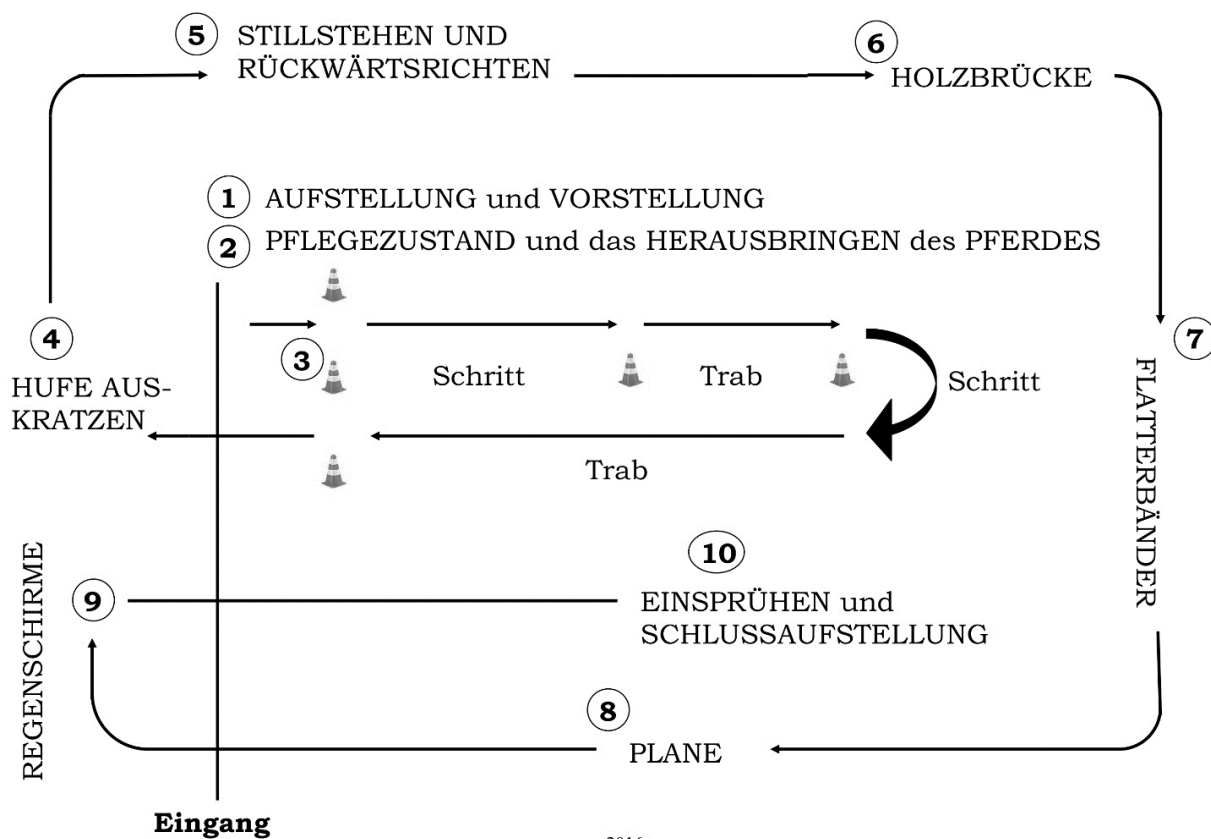 5 STILLSTEHEN UND
RÜCKWÄRTSRICHTEN
6 HOLZBRÜCKE
1 AUFSTELLUNG und VORSTELLUNG
2 PFLEGEZUSTAND und das HERAUSBRINGEN des PFERDES
3
Schritt
Trab
Schritt
Trab
4
HUFE AUS-
KRATZEN
7
FLATTERBÄNDER
10
EINSPRÜHEN und
SCHLUSSAUFSTELLUNG
9
REGENSCHIRME
8
PLANE
Eingang
2016